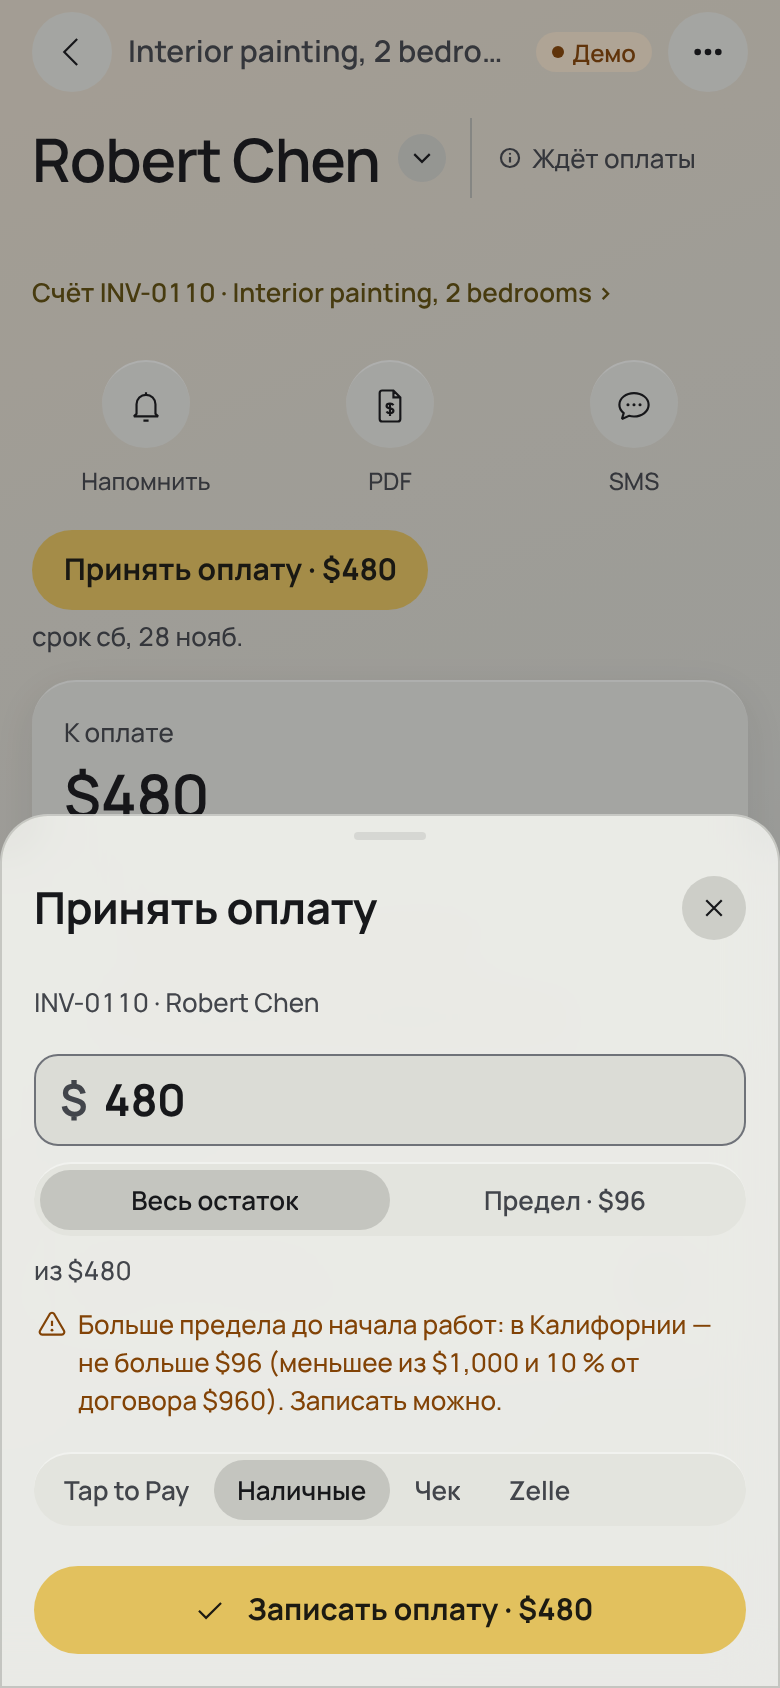 Interior painting, 2 bedro...
Демо
Robert Chen
Ждёт оплаты
Счёт INV-0110 · Interior painting, 2 bedrooms ›
Напомнить
PDF
SMS
Принять оплату · $480
срок сб, 28 нояб.
К оплате
$480
Принять оплату
INV-0110 · Robert Chen
$ 480
Весь остаток
Предел · $96
из $480
Больше предела до начала работ: в Калифорнии —
не больше $96 (меньшее из $1,000 и 10 % от
договора $960). Записать можно.
Tap to Pay
Наличные
Чек
Zelle
Записать оплату · $480